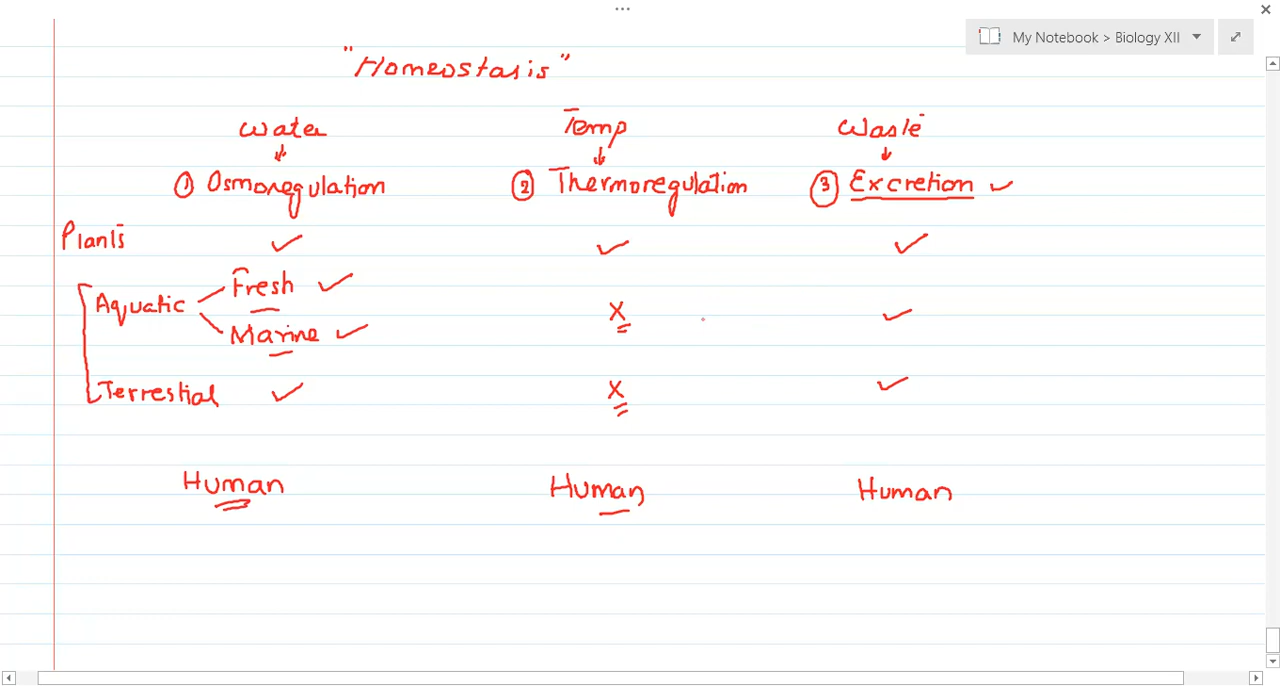 ...
My Notebook > Biology XII
"Homeostasis"
Water Temp Waste
① Osmoregulation ② Thermoregulation ③ Excretion ✓
Plants ✓ ✓ ✓
Fresh ✓
Aquatic X ✓
Marine ✓
Terrestial ✓ X ✓
Human Human Human